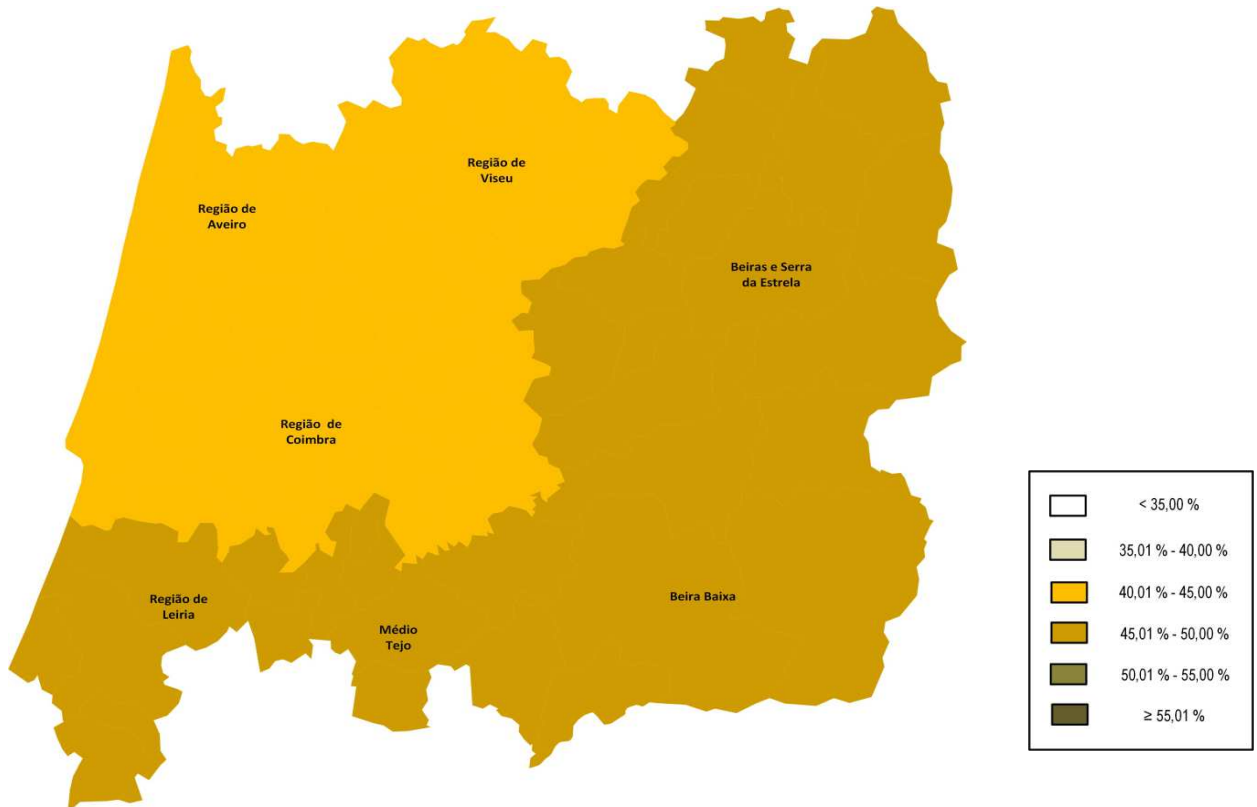 Região de
Viseu
Região de
Aveiro
Beiras e Serra
da Estrela
Região de
Coimbra
Região de
Leiria
Beira Baixa
Médio
Tejo
< 35,00 %
35,01 % - 40,00 %
40,01 % - 45,00 %
45,01 % - 50,00 %
50,01 % - 55,00 %
≥ 55,01 %